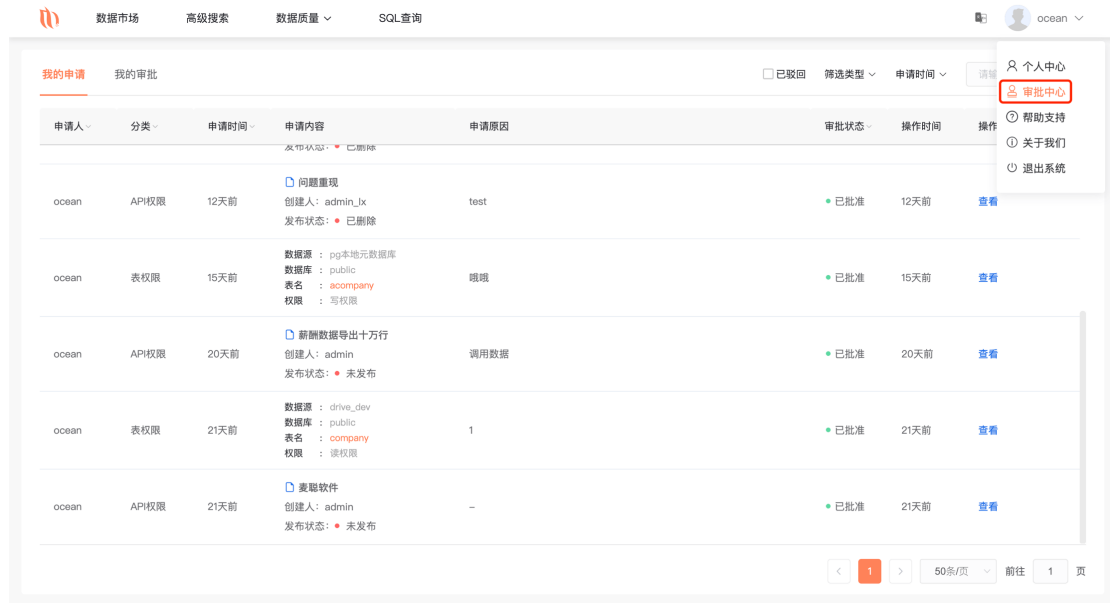 数据市场 高级搜索 数据质量 SQL查询 ocean
我的申请 我的审批 已驳回 筛选类型 申请时间
个人中心
审批中心
帮助支持
关于我们
退出系统
申请人 分类 申请时间 申请内容 申请原因 审批状态 操作时间 操作
发布状态: 已删除
问题重现
ocean API权限 12天前 创建人: admin_lx test 已批准 12天前 查看
发布状态: 已删除
数据源 : pg本地元数据库
数据库 : public
ocean 表权限 15天前 哦哦 已批准 15天前 查看
表名 : acompany
权限 : 写权限
薪酬数据导出十万行
ocean API权限 20天前 创建人: admin 调用数据 已批准 20天前 查看
发布状态: 未发布
数据源 : drive_dev
数据库 : public
ocean 表权限 21天前 1 已批准 21天前 查看
表名 : company
权限 : 读权限
麦聪软件
ocean API权限 21天前 创建人: admin – 已批准 21天前 查看
发布状态: 未发布
1 50条/页 前往 1 页